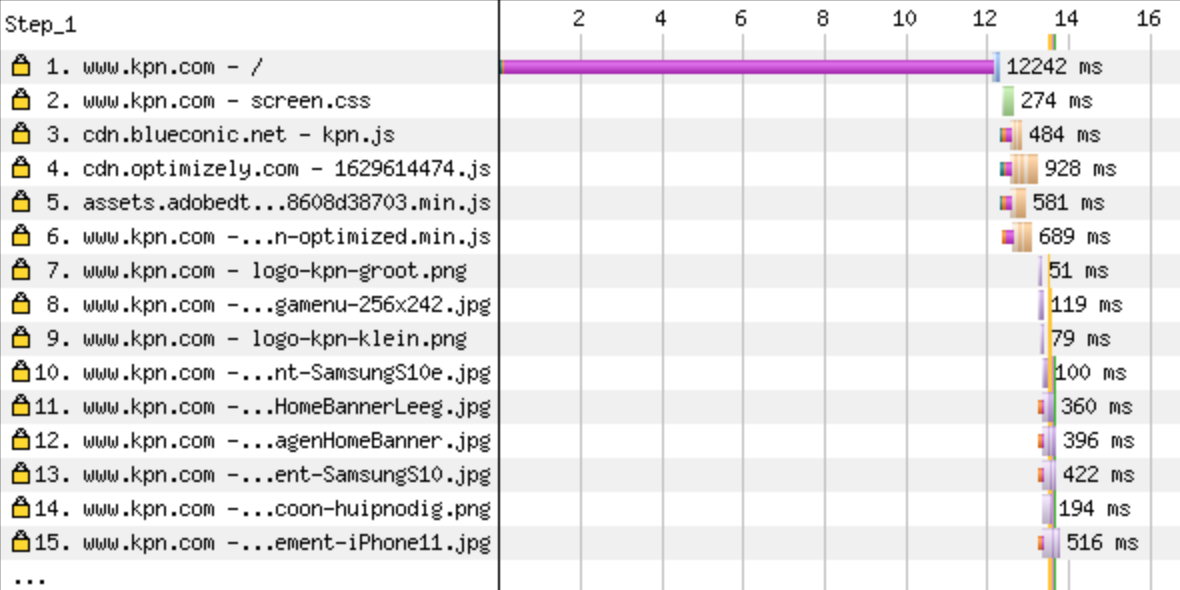 Step_1 2 4 6 8 10 12 14 16
1. www.kpn.com - / 12242 ms
2. www.kpn.com - screen.css 274 ms
3. cdn.blueconic.net - kpn.js 484 ms
4. cdn.optimizely.com - 1629614474.js 928 ms
5. assets.adobedt...8608d38703.min.js 581 ms
6. www.kpn.com -...n-optimized.min.js 689 ms
7. www.kpn.com - logo-kpn-groot.png 51 ms
8. www.kpn.com -...gamenu-256x242.jpg 119 ms
9. www.kpn.com - logo-kpn-klein.png 79 ms
10. www.kpn.com -...nt-SamsungS10e.jpg 100 ms
11. www.kpn.com -...HomeBannerLeeg.jpg 360 ms
12. www.kpn.com -...agenHomeBanner.jpg 396 ms
13. www.kpn.com -...ent-SamsungS10.jpg 422 ms
14. www.kpn.com -...coon-huipnodig.png 194 ms
15. www.kpn.com -...ement-iPhone11.jpg 516 ms
...